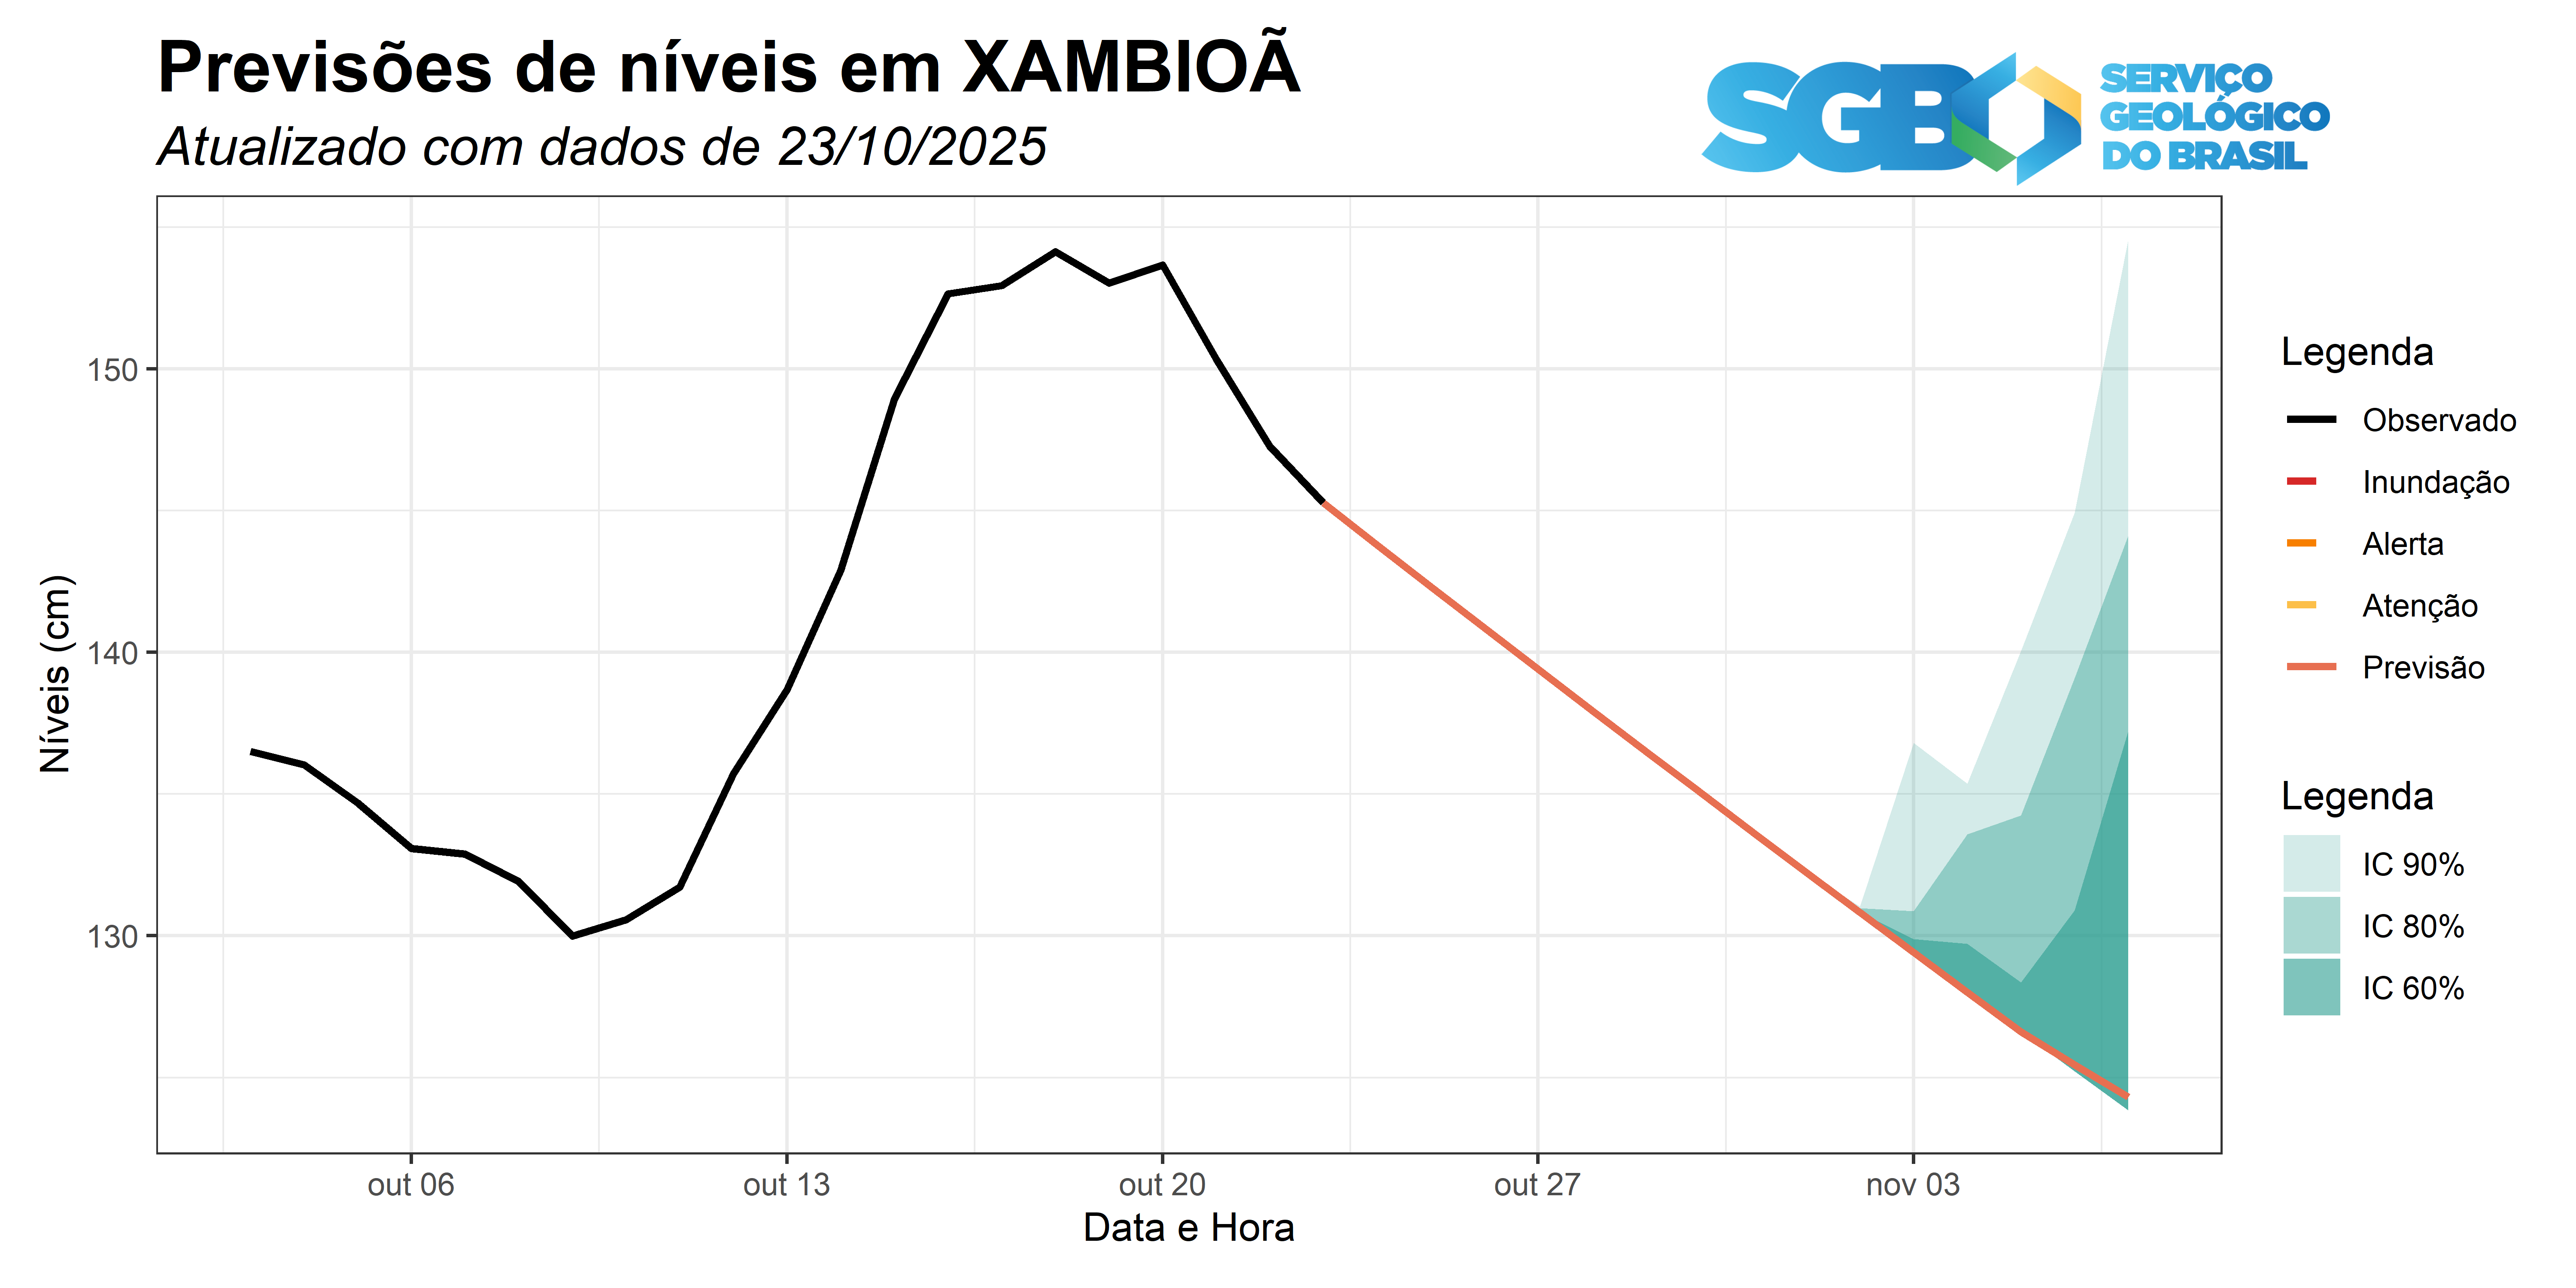 Previsões de níveis em XAMBIOÃ
Atualizado com dados de 23/10/2025
SGB
SERVIÇO
GEOLÓGICO
DO BRASIL
Níveis (cm)
150
140
130
out 06
out 13
out 20
out 27
nov 03
Data e Hora
Legenda
Observado
Inundação
Alerta
Atenção
Previsão
Legenda
IC 90%
IC 80%
IC 60%